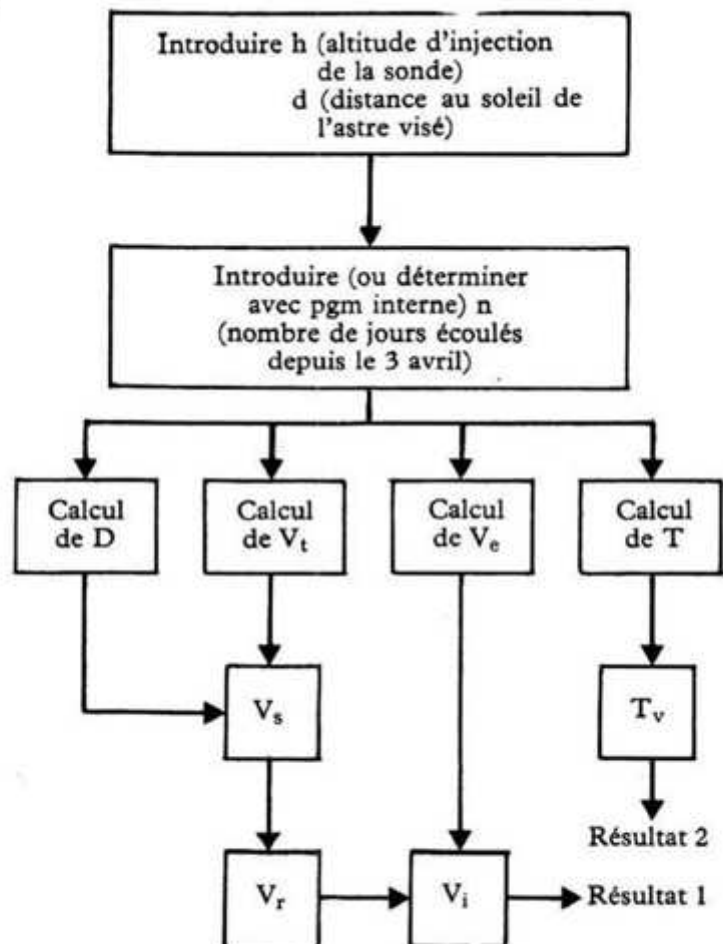 Introduire h (altitude d'injection
de la sonde)
d (distance au soleil de
l'astre visé)
Introduire (ou déterminer
avec pgm interne) n
(nombre de jours écoulés
depuis le 3 avril)
Calcul
de D
Calcul
de Vt
Calcul
de Ve
Calcul
de T
Vs
Tv
Résultat 2
Vr
Vi
Résultat 1